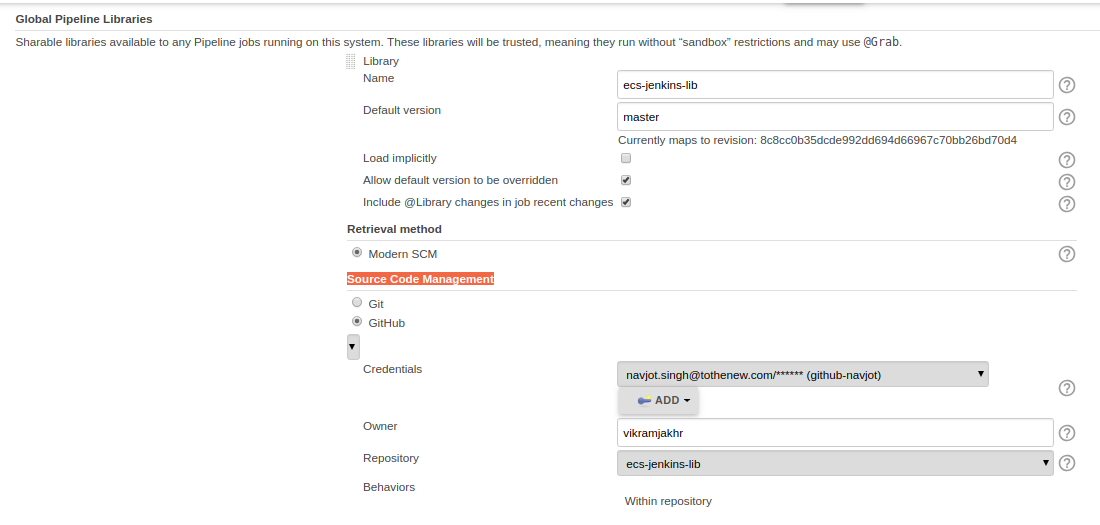 Global Pipeline Libraries
Sharable libraries available to any Pipeline jobs running on this system. These libraries will be trusted, meaning they run without “sandbox” restrictions and may use @Grab.
Library
Name
ecs-jenkins-lib
Default version
master
Currently maps to revision: 8c8cc0b35dcde992dd694d66967c70bb26bd70d4
Load implicitly
Allow default version to be overridden
Include @Library changes in job recent changes
Retrieval method
Modern SCM
Source Code Management
Git
GitHub
Credentials
navjot.singh@tothenew.com/****** (github-navjot)
ADD
Owner
vikramjakhr
Repository
ecs-jenkins-lib
Behaviors
Within repository